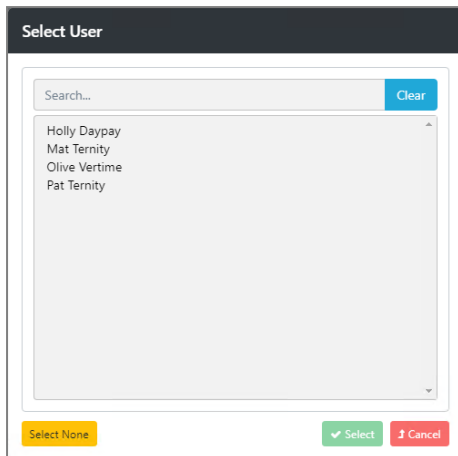 Select User
Search...
Clear
Holly Daypay
Mat Ternity
Olive Vertime
Pat Ternity
Select None
Select
Cancel